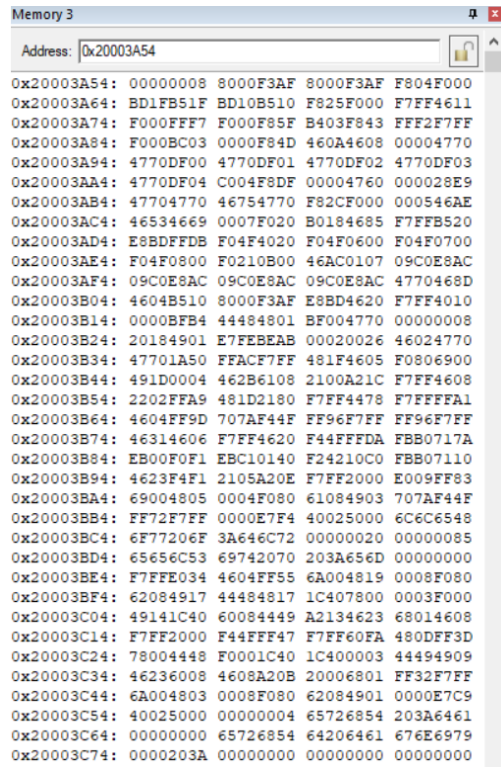 Memory 3
Address: 0x20003A54
0x20003A54: 00000008 8000F3AF 8000F3AF F804F000
0x20003A64: BD1FB51F BD10B510 F825F000 F7FF4611
0x20003A74: F000FFF7 F000F85F B403F843 FFF2F7FF
0x20003A84: F000BC03 0000F84D 460A4608 00004770
0x20003A94: 4770DF00 4770DF01 4770DF02 4770DF03
0x20003AA4: 4770DF04 C004F8DF 00004760 000028E9
0x20003AB4: 47704770 46754770 F82CF000 000546AE
0x20003AC4: 46534669 0007F020 B0184685 F7FFB520
0x20003AD4: E8BDFFDB F04F4020 F04F0600 F04F0700
0x20003AE4: F04F0800 F0210B00 46AC0107 09C0E8AC
0x20003AF4: 09C0E8AC 09C0E8AC 09C0E8AC 4770468D
0x20003B04: 4604B510 8000F3AF E8BD4620 F7FF4010
0x20003B14: 0000BFB4 44484801 BF004770 00000008
0x20003B24: 20184901 E7FEBEAB 00020026 46024770
0x20003B34: 47701A50 FFACF7FF 481F4605 F0806900
0x20003B44: 491D0004 462B6108 2100A21C F7FF4608
0x20003B54: 2202FFA9 481D2180 F7FF4478 F7FFFFA1
0x20003B64: 4604FF9D 707AF44F FF96F7FF FF96F7FF
0x20003B74: 46314606 F7FF4620 F44FFFDA FBB0717A
0x20003B84: EB00F0F1 EBC10140 F24210C0 FBB07110
0x20003B94: 4623F4F1 2105A20E F7FF2000 E009FF83
0x20003BA4: 69004805 0004F080 61084903 707AF44F
0x20003BB4: FF72F7FF 0000E7F4 40025000 6C6C6548
0x20003BC4: 6F77206F 3A646C72 00000020 00000085
0x20003BD4: 65656C53 69742070 203A656D 00000000
0x20003BE4: F7FFE034 4604FF55 6A004819 0008F080
0x20003BF4: 62084917 44484817 1C407800 0003F000
0x20003C04: 49141C40 60084449 A2134623 68014608
0x20003C14: F7FF2000 F44FFF47 F7FF60FA 480DFF3D
0x20003C24: 78004448 F0001C40 1C400003 44494909
0x20003C34: 46236008 4608A20B 20006801 FF32F7FF
0x20003C44: 6A004803 0008F080 62084901 0000E7C9
0x20003C54: 40025000 00000004 65726854 203A6461
0x20003C64: 00000000 65726854 64206461 676E6979
0x20003C74: 0000203A 00000000 00000000 00000000